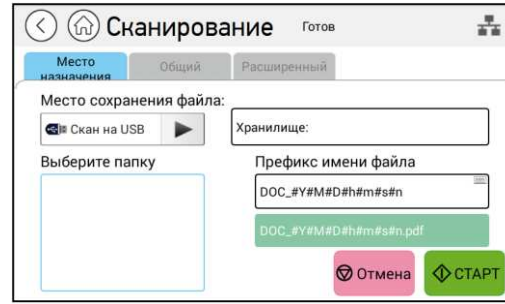 Сканирование
Готов
Место
назначения
Общий
Расширенный
Место сохранения файла:
Скан на USB
Хранилище:
Выберите папку
Префикс имени файла
DOC_#Y#M#D#h#m#s#n
DOC_#Y#M#D#h#m#s#n.pdf
Отмена
СТАРТ